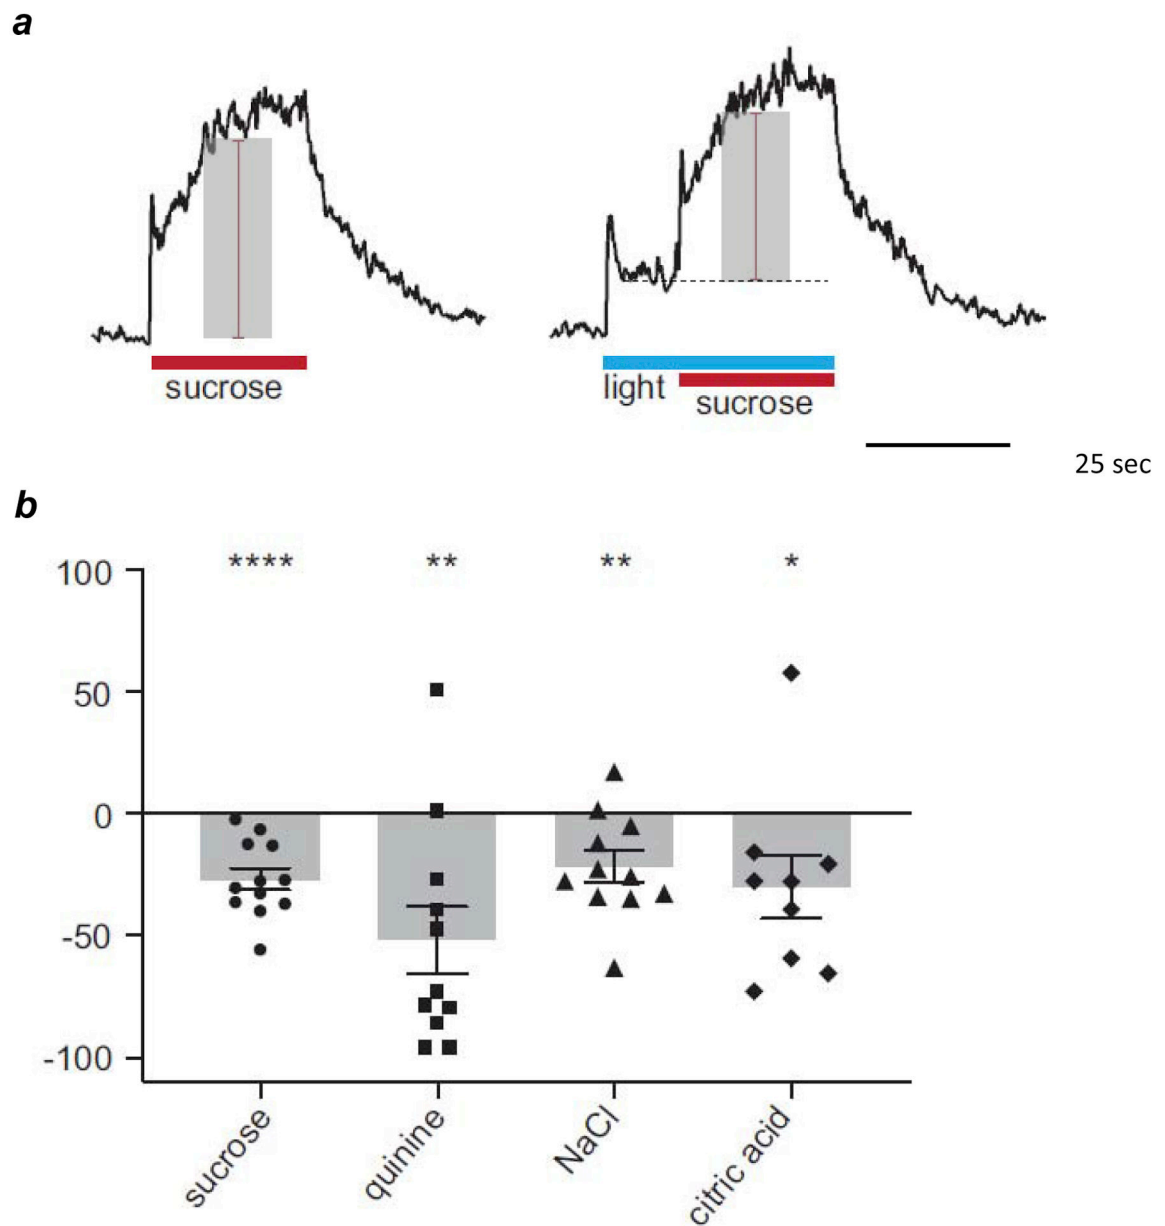 a
sucrose
light
sucrose
25 sec
b
100
50
0
-50
-100
****
**
**
*
sucrose
quinine
NaCl
citric acid